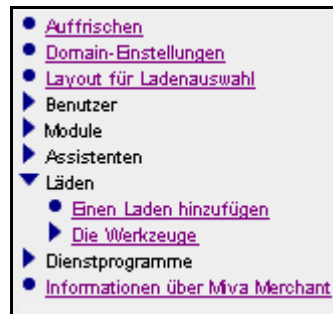 Auffrischen
Domain-Einstellungen
Layout für Ladenauswahl
Benutzer
Module
Assistenten
Läden
Einen Laden hinzufügen
Die Werkzeuge
Dienstprogramme
Informationen über Miva Merchant